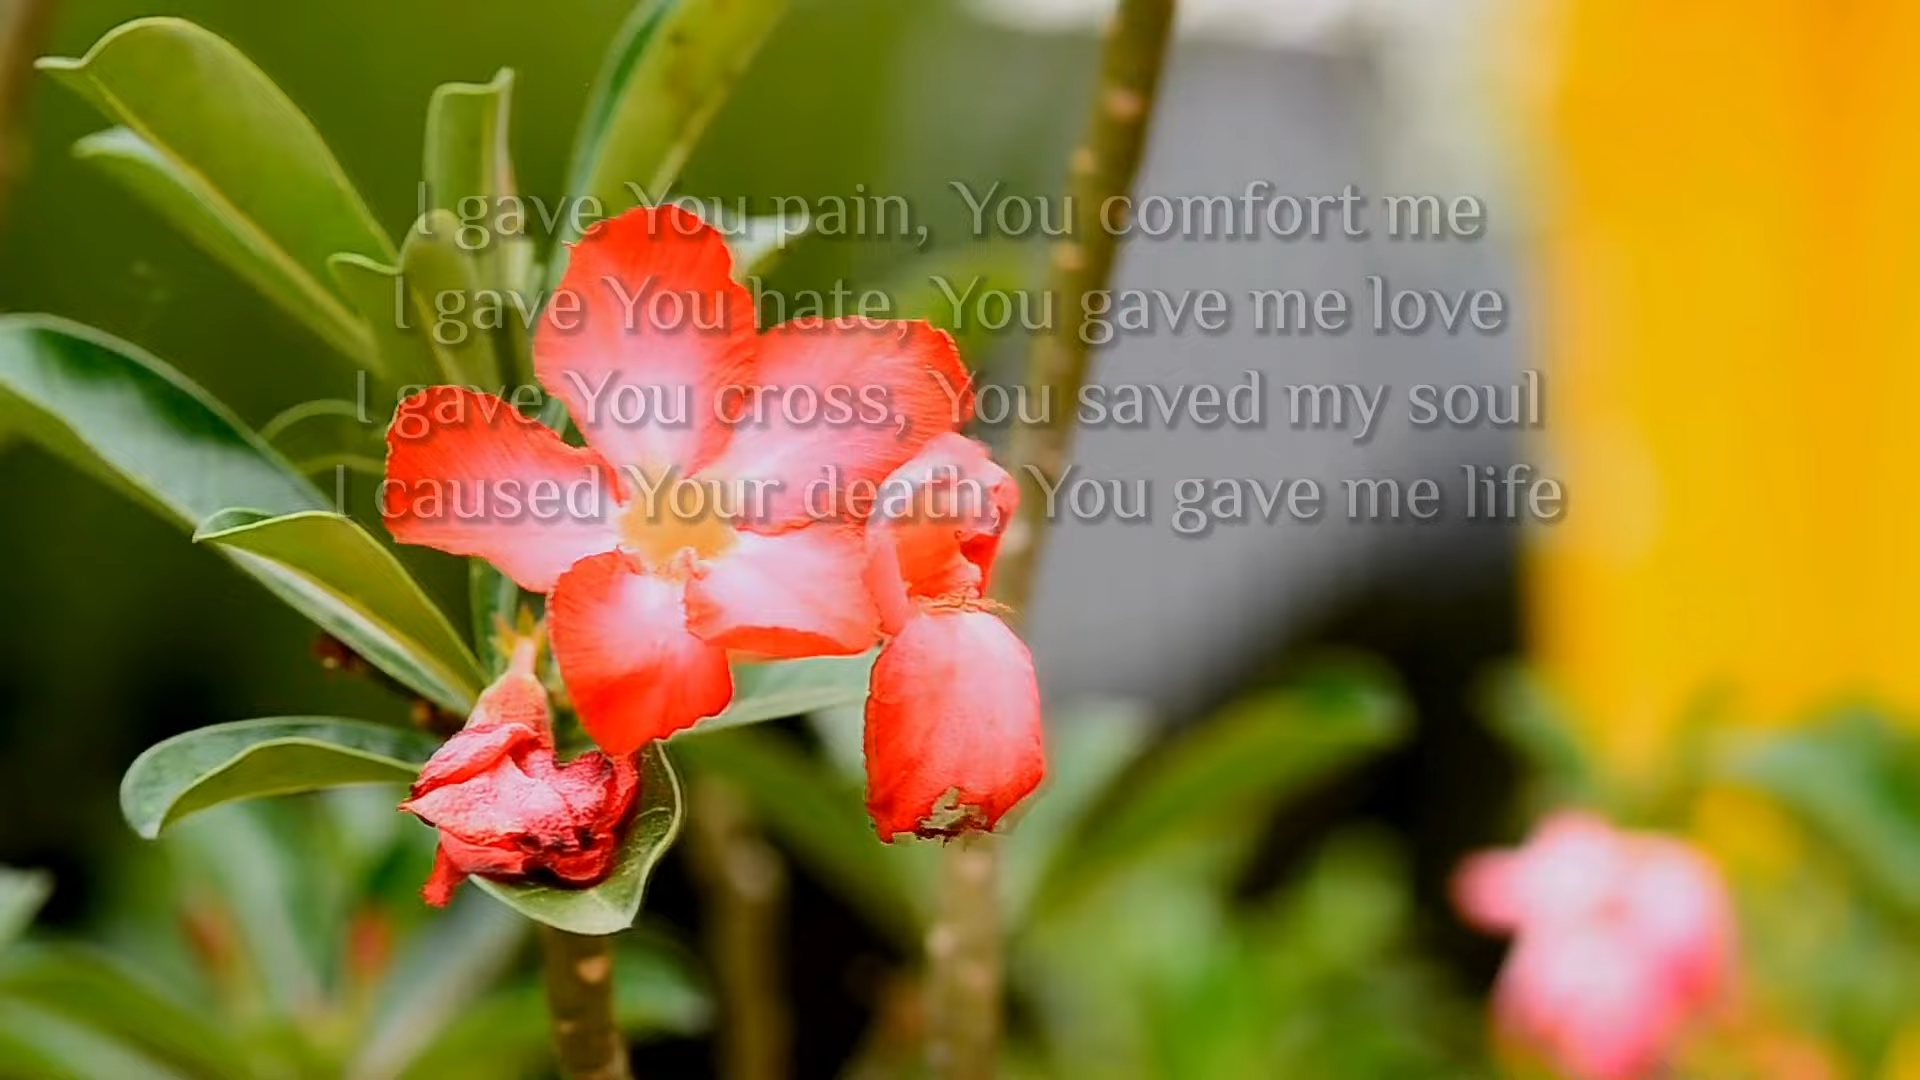 I gave You pain, You comfort me
I gave You hate, You gave me love
I gave You cross, You saved my soul
I caused Your death, You gave me life